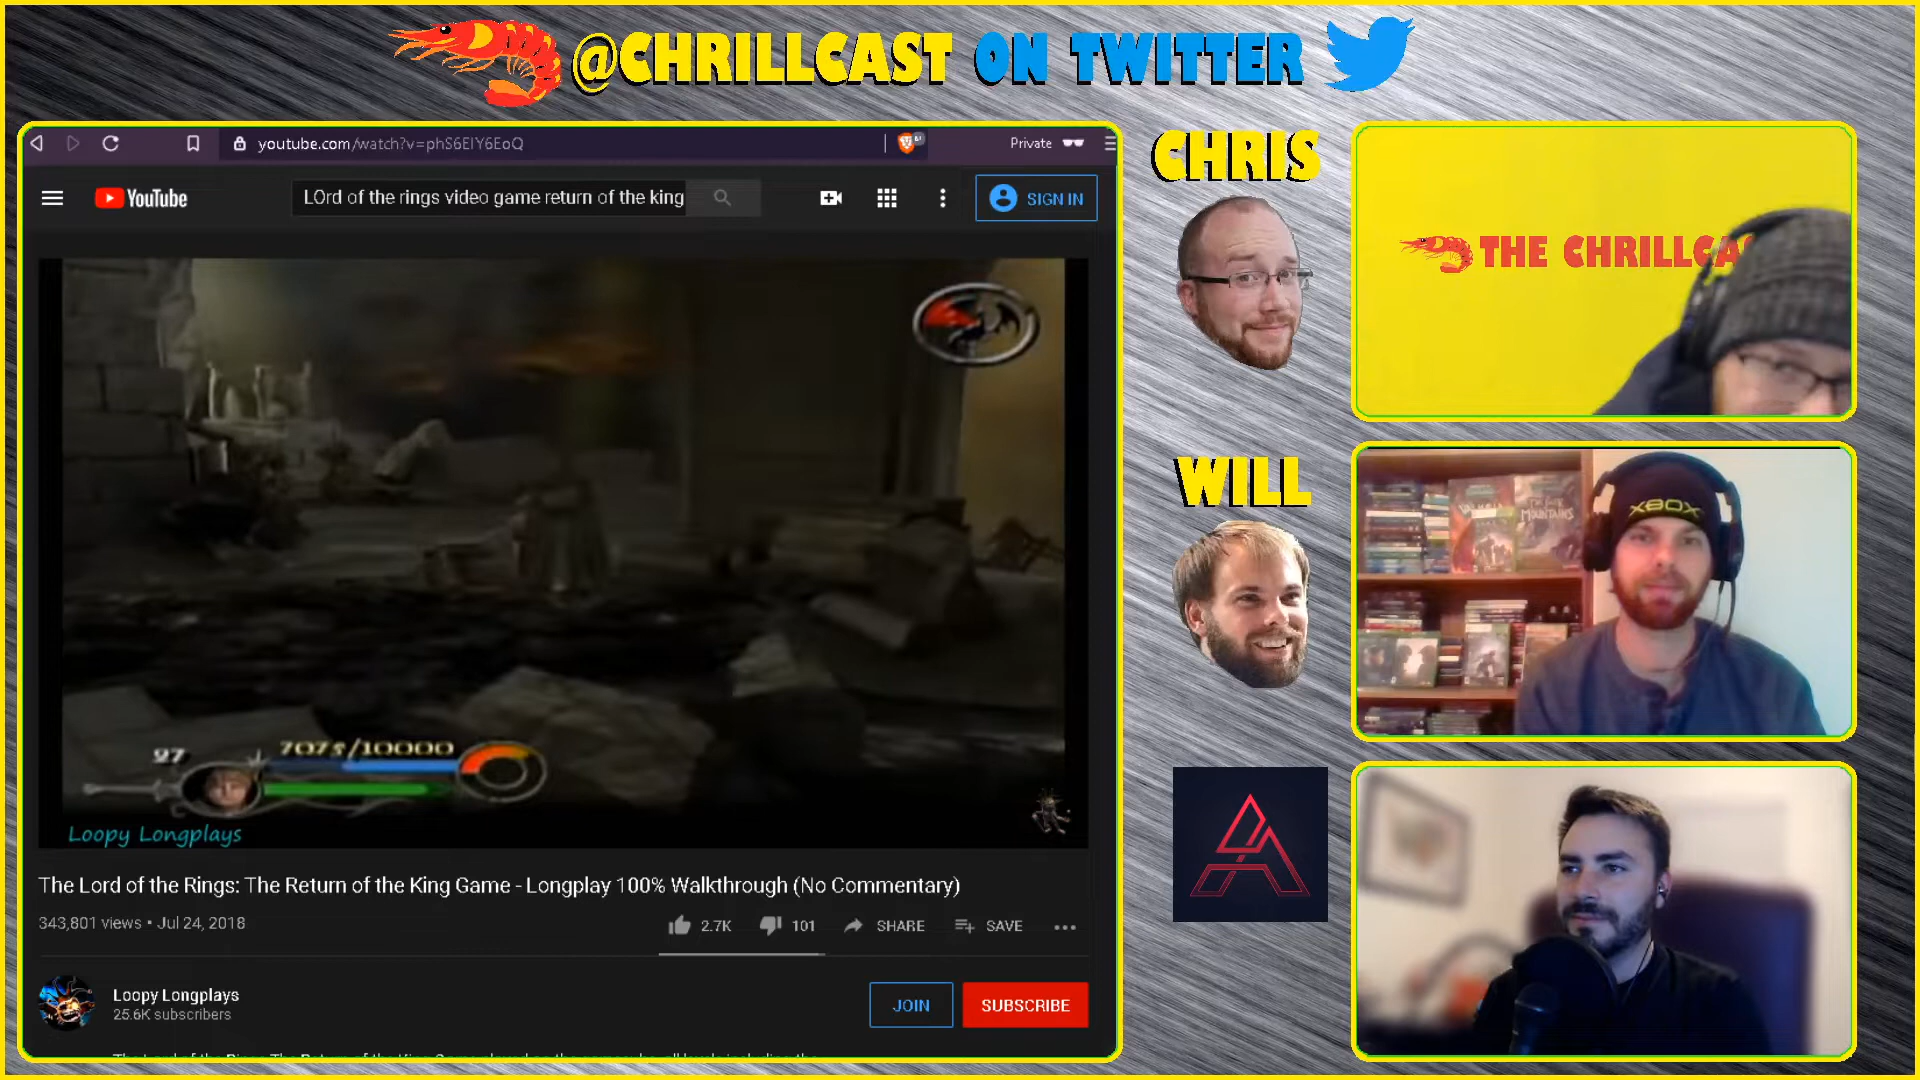 @CHRILLCAST ON TWITTER
youtube.com/watch?v=phS6EIY6EoQ
Private
YouTube
LOrd of the rings video game return of the king
SIGN IN
CHRIS
THE CHRILLCA
WILL
XBOX
MOUNTAINS
27
/10000
Loopy Longplays
The Lord of the Rings: The Return of the King Game - Longplay 100% Walkthrough (No Commentary)
343,801 views • Jul 24, 2018
2.7K
101
SHARE
SAVE
Loopy Longplays
25.6K subscribers
JOIN
SUBSCRIBE